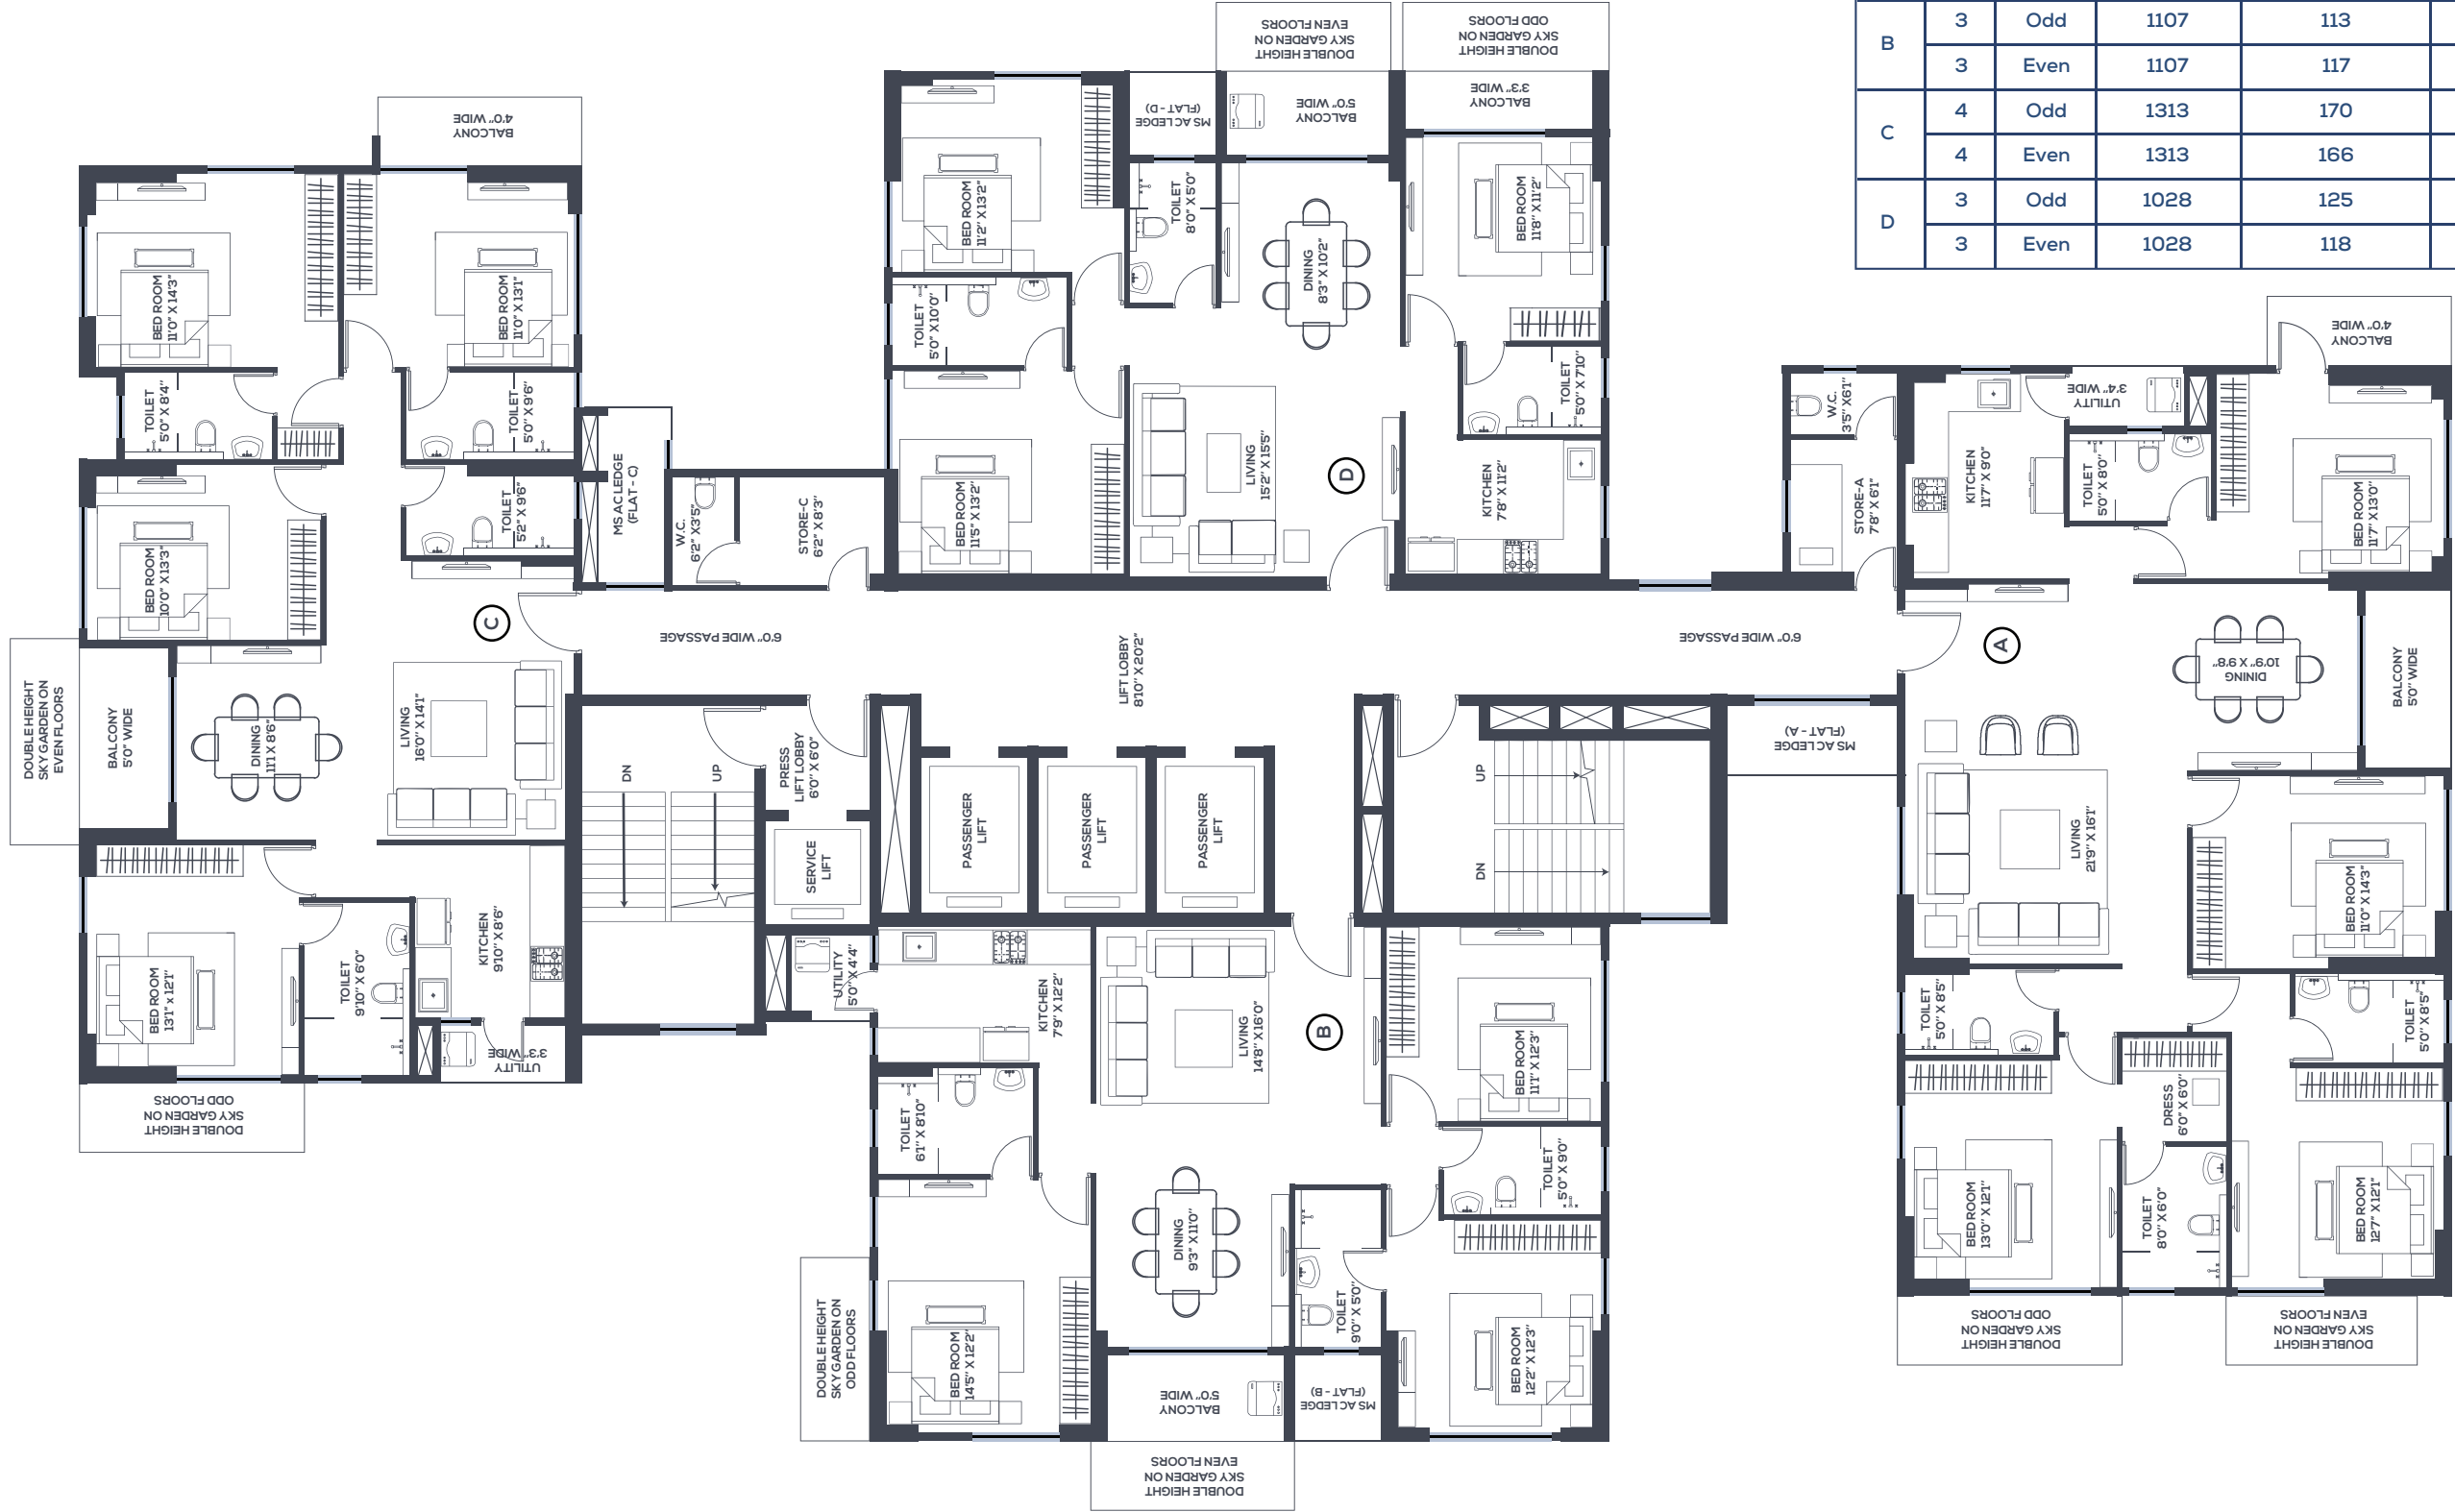 B
3 Odd 1107 113
3 Even 1107 117
C
4 Odd 1313 170
4 Even 1313 166
D
3 Odd 1028 125
3 Even 1028 118
BALCONY
4'0" WIDE
BED ROOM
11'0" X 14'3"
BED ROOM
11'0" X 13'1"
TOILET
5'0" X 8'4"
TOILET
5'0" X 9'6"
BED ROOM
10'0" X 13'3"
TOILET
5'2" X 9'6"
MS AC LEDGE
(FLAT - C)
W.C.
6'2" X3'5"
STORE-C
6'2" X 8'3"
C
6'0" WIDE PASSAGE
DOUBLE HEIGHT
SKY GARDEN ON
EVEN FLOORS
BALCONY
5'0" WIDE
DINING
11'1 X 8'6"
LIVING
16'0" X 14'1"
BED ROOM
13'1" X 12'1"
TOILET
9'10" X 6'0"
KITCHEN
9'10" X 8'6"
UTILITY
3'3" WIDE
DOUBLE HEIGHT
SKY GARDEN ON
ODD FLOORS
DN
UP
PRESS
LIFT LOBBY
6'0" X 6'0"
SERVICE
LIFT
PASSENGER
LIFT
PASSENGER
LIFT
PASSENGER
LIFT
LIFT LOBBY
8'10" X 20'2"
DOUBLE HEIGHT
SKY GARDEN ON
EVEN FLOORS
DOUBLE HEIGHT
SKY GARDEN ON
ODD FLOORS
MS AC LEDGE
(FLAT - D)
BALCONY
5'0" WIDE
BALCONY
3'3" WIDE
BED ROOM
11'2" X13'2"
TOILET
8'0" X 5'0"
DINING
8'3" X 10'2"
BED ROOM
11'8" X11'2"
TOILET
5'0" X10'0"
TOILET
5'0" X 7'10"
BED ROOM
11'5" X 13'2"
LIVING
15'2" X 15'5"
D
KITCHEN
7'8" X 11'2"
6'0" WIDE PASSAGE
UP
DN
MS AC LEDGE
(FLAT - A)
UTILITY
5'0" X 4'4"
KITCHEN
7'9" X 12'2"
LIVING
14'8" X16'0"
B
BED ROOM
11'1" X 12'3"
TOILET
6'1" X 8'10"
TOILET
5'0" X 9'0"
DINING
9'3" X 11'0"
TOILET
9'0" X 5'0"
BED ROOM
14'5" X 12'2"
BED ROOM
12'2" X 12'3"
DOUBLE HEIGHT
SKY GARDEN ON
ODD FLOORS
BALCONY
5'0" WIDE
MS AC LEDGE
(FLAT - B)
DOUBLE HEIGHT
SKY GARDEN ON
EVEN FLOORS
BALCONY
4'0" WIDE
W.C.
3'5" X6'1"
STORE-A
7'8" X 6'1"
KITCHEN
11'7" X 9'0"
UTILITY
3'4" WIDE
TOILET
5'0" X 8'0"
BED ROOM
11'7" X13'0"
A
DINING
10'9" X 9'8"
BALCONY
5'0" WIDE
LIVING
21'9" X 16'1"
BED ROOM
11'0" X 14'3"
TOILET
5'0" X 8'5"
TOILET
5'0" X 8'5"
DRESS
6'0" X 6'0"
BED ROOM
13'0" X 12'1"
TOILET
8'0" X 6'0"
BED ROOM
12'7" X12'1"
DOUBLE HEIGHT
SKY GARDEN ON
ODD FLOORS
DOUBLE HEIGHT
SKY GARDEN ON
EVEN FLOORS